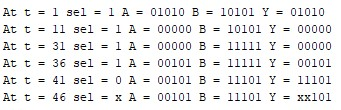 At t = 1 sel = 1 A = 01010 B = 10101 Y = 01010
At t = 11 sel = 1 A = 00000 B = 10101 Y = 00000
At t = 31 sel = 1 A = 00000 B = 11111 Y = 00000
At t = 36 sel = 1 A = 00101 B = 11111 Y = 00101
At t = 41 sel = 0 A = 00101 B = 11101 Y = 11101
At t = 46 sel = x A = 00101 B = 11101 Y = xx101